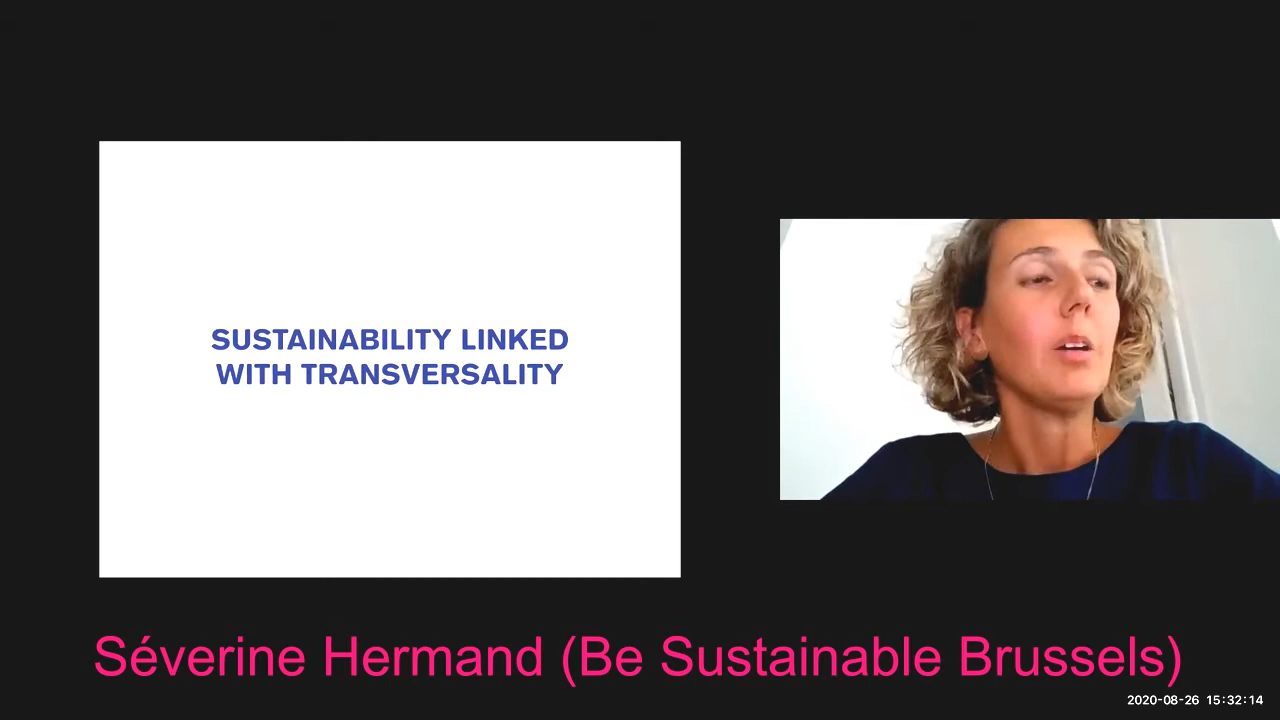 SUSTAINABILITY LINKED
WITH TRANSVERSALITY
Séverine Hermand (Be Sustainable Brussels)
2020-08-26 15:32:14